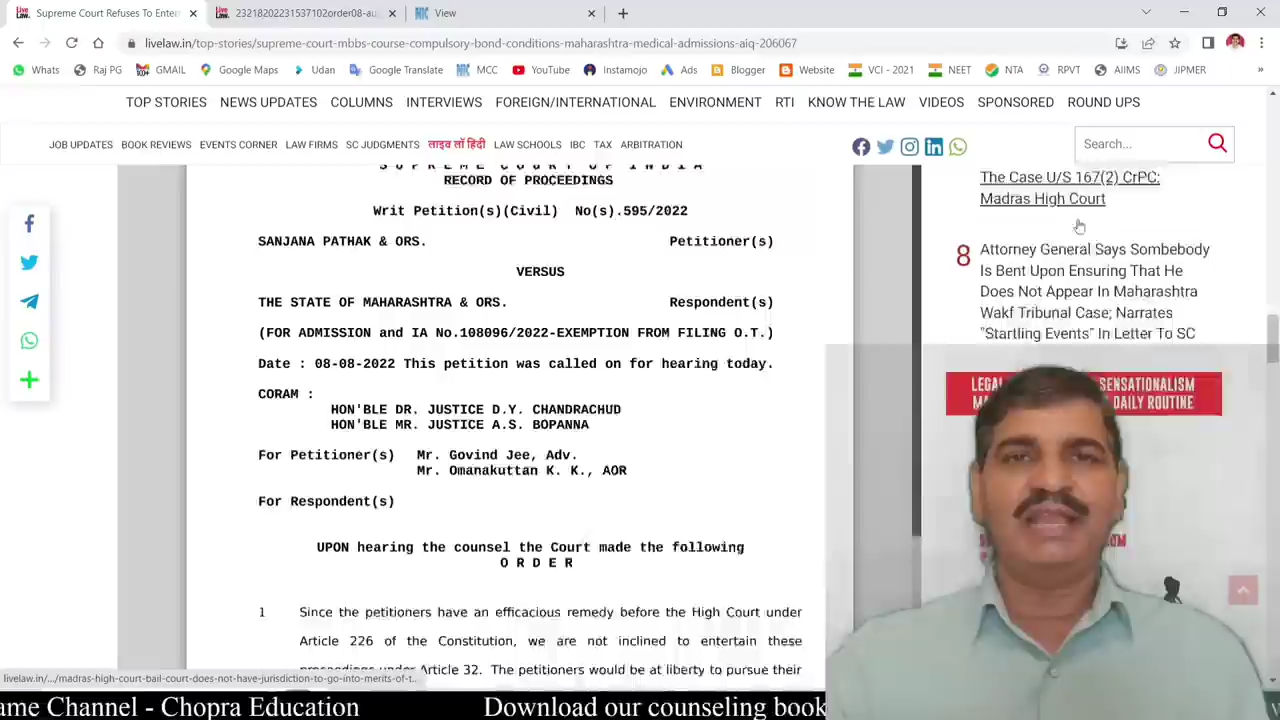 Supreme Court Refuses To Enter
23218202231537102order08-au
View
livelaw.in/top-stories/supreme-court-mbbs-course-compulsory-bond-conditions-maharashtra-medical-admissions-aiq-206067
Whats Raj PG GMAIL Google Maps Udan Google Translate MCC YouTube Instamojo Ads Blogger Website VCI - 2021 NEET NTA RPVT AIIMS JIPMER »
TOP STORIES NEWS UPDATES COLUMNS INTERVIEWS FOREIGN/INTERNATIONAL ENVIRONMENT RTI KNOW THE LAW VIDEOS SPONSORED ROUND UPS
JOB UPDATES BOOK REVIEWS EVENTS CORNER LAW FIRMS SC JUDGMENTS लाइव लॉ हिंदी LAW SCHOOLS IBC TAX ARBITRATION
Search...
S U P R E M E C O U R T O F I N D I A
RECORD OF PROCEEDINGS
Writ Petition(s)(Civil) No(s).595/2022
SANJANA PATHAK & ORS. Petitioner(s)
VERSUS
THE STATE OF MAHARASHTRA & ORS. Respondent(s)
(FOR ADMISSION and IA No.108096/2022-EXEMPTION FROM FILING O.T.)
Date : 08-08-2022 This petition was called on for hearing today.
CORAM :
HON'BLE DR. JUSTICE D.Y. CHANDRACHUD
HON'BLE MR. JUSTICE A.S. BOPANNA
For Petitioner(s) Mr. Govind Jee, Adv.
Mr. Omanakuttan K. K., AOR
For Respondent(s)
UPON hearing the counsel the Court made the following
O R D E R
1 Since the petitioners have an efficacious remedy before the High Court under
Article 226 of the Constitution, we are not inclined to entertain these
proceedings under Article 32. The petitioners would be at liberty to pursue their
The Case U/S 167(2) CrPC:
Madras High Court
8 Attorney General Says Sombebody
Is Bent Upon Ensuring That He
Does Not Appear In Maharashtra
Wakf Tribunal Case; Narrates
"Startling Events" In Letter To SC
LEGAL SENSATIONALISM
DAILY ROUTINE
livelaw.in/.../madras-high-court-bail-court-does-not-have-jurisdiction-to-go-into-merits-of-t...
ame Channel - Chopra Education Download our counseling book